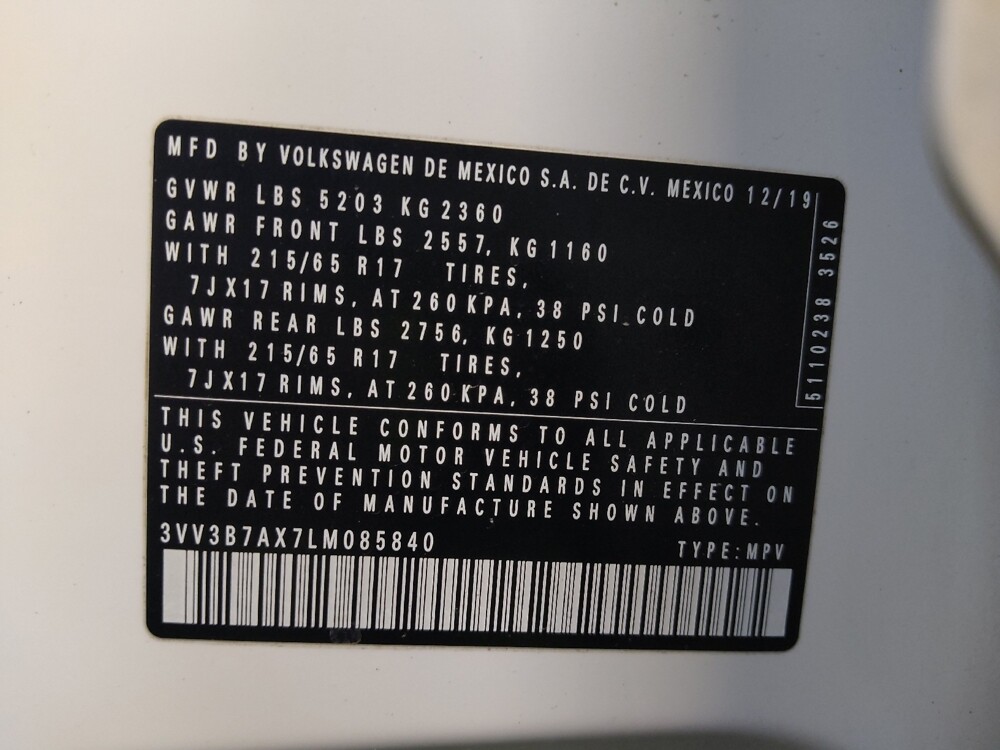 MFD BY VOLKSWAGEN DE MEXICO S.A. DE C.V. MEXICO 12/19
GVWR LBS 5203 KG 2360
GAWR FRONT LBS 2557, KG 1160
WITH 215/65 R17 TIRES,
7JX17 RIMS, AT 260 KPA, 38 PSI COLD
GAWR REAR LBS 2756, KG 1250
WITH 215/65 R17 TIRES,
7JX17 RIMS, AT 260 KPA, 38 PSI COLD
5110238 3526
THIS VEHICLE CONFORMS TO ALL APPLICABLE
U.S. FEDERAL MOTOR VEHICLE SAFETY AND
THEFT PREVENTION STANDARDS IN EFFECT ON
THE DATE OF MANUFACTURE SHOWN ABOVE.
3VV3B7AX7LM085840
TYPE:MPV